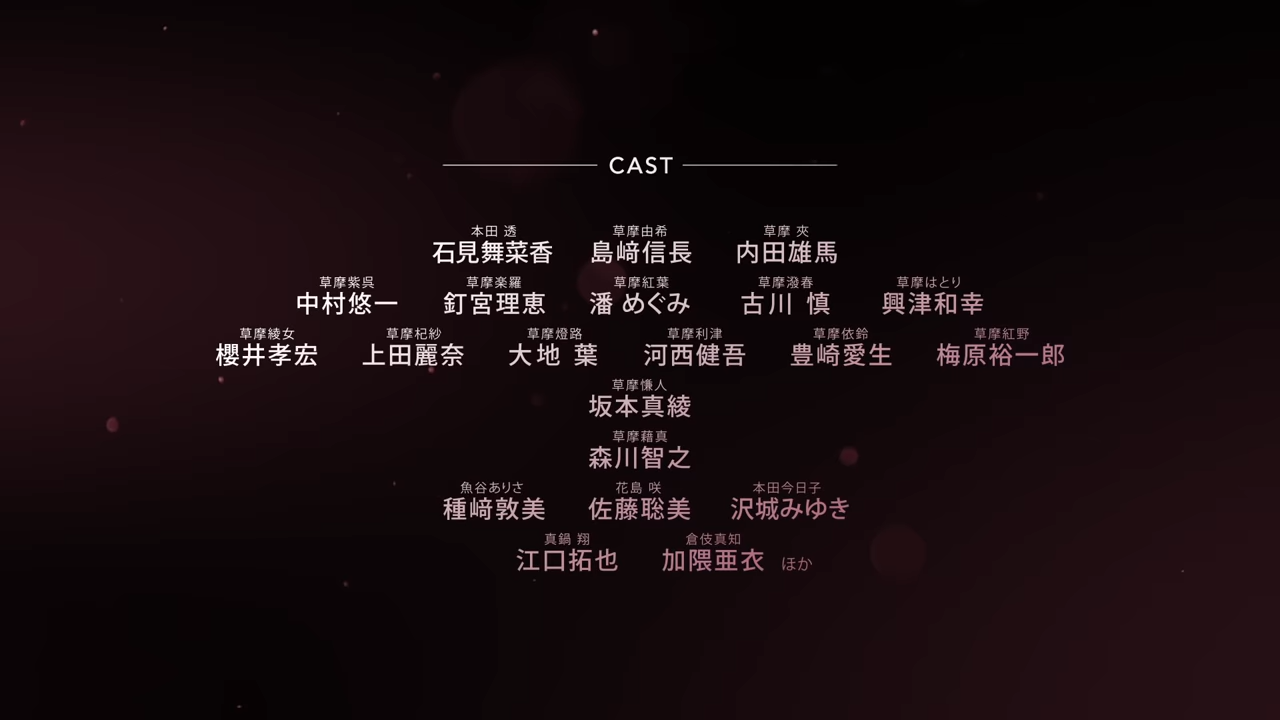 CAST
本田 透 草摩由希 草摩 夾
石見舞菜香 島﨑信長 内田雄馬
草摩紫呉 草摩楽羅 草摩紅葉 草摩潑春 草摩はとり
中村悠一 釘宮理恵 潘 めぐみ 古川 慎 興津和幸
草摩綾女 草摩杞紗 草摩燈路 草摩利津 草摩依鈴 草摩紅野
櫻井孝宏 上田麗奈 大地 葉 河西健吾 豊崎愛生 梅原裕一郎
草摩慊人
坂本真綾
草摩藉真
森川智之
魚谷ありさ 花島 咲 本田今日子
種﨑敦美 佐藤聡美 沢城みゆき
真鍋 翔 倉伎真知
江口拓也 加隈亜衣 ほか